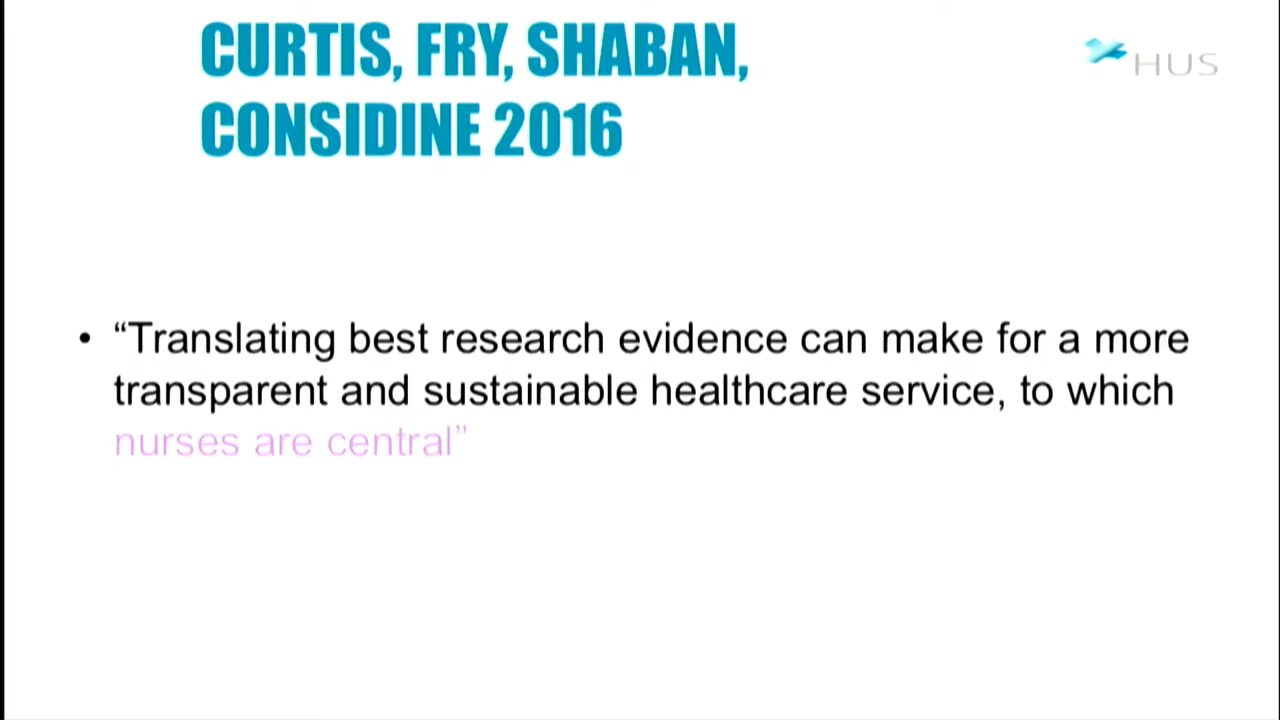 CURTIS, FRY, SHABAN,
CONSIDINE 2016
HUS
• “Translating best research evidence can make for a more
transparent and sustainable healthcare service, to which
nurses are central”